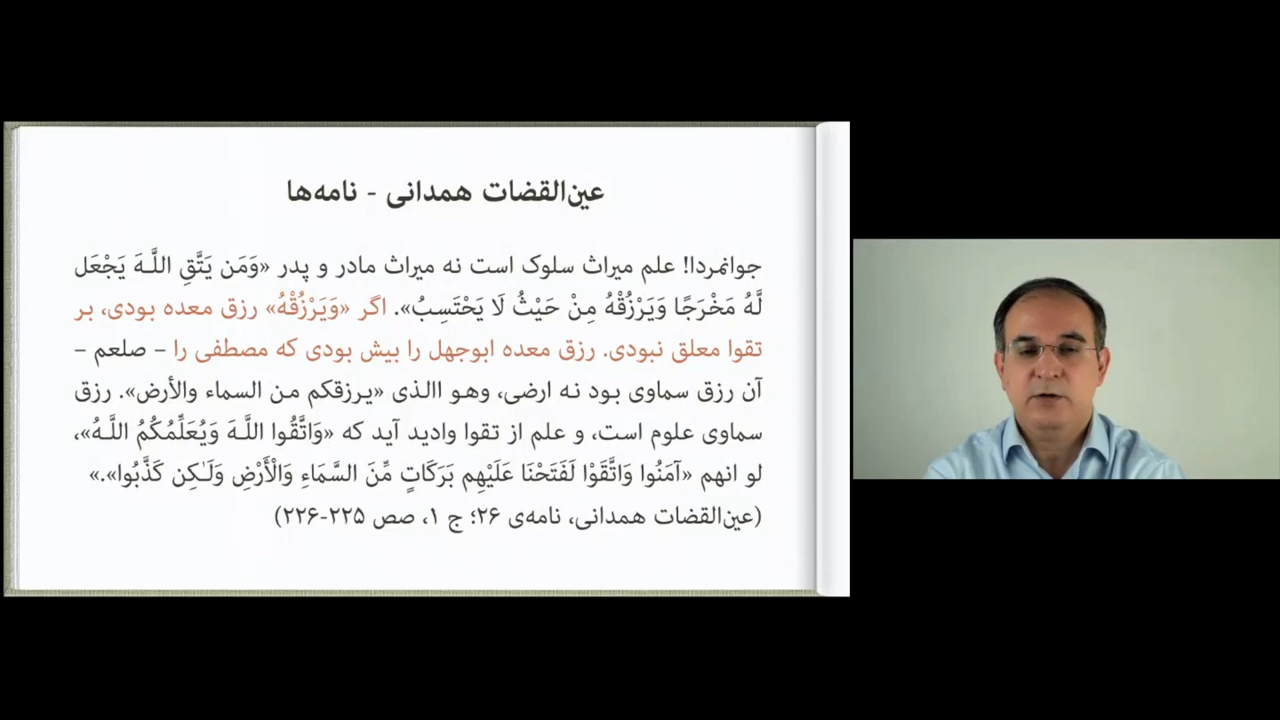 عین‌القضات همدانی - نامه‌ها
جوانمردا! علم میراث سلوک است نه میراث مادر و پدر «وَمَن يَتَّقِ اللَّـهَ يَجْعَل
لَّهُ مَخْرَجًا وَيَرْزُقْهُ مِنْ حَيْثُ لَا يَحْتَسِبُ». اگر «وَيَرْزُقْهُ» رزق معده بودی، بر
تقوا معلق نبودی. رزق معده ابوجهل را بیش بودی که مصطفی را – صلعم –
آن رزق سماوی بود نه ارضی، وهو االذی «یرزقکم من السماء والأرض». رزق
سماوی علوم است، و علم از تقوا وادید آید که «وَاتَّقُوا اللَّـهَ وَيُعَلِّمُكُمُ اللَّـهُ»،
لو انهم «آمَنُوا وَاتَّقَوْا لَفَتَحْنَا عَلَيْهِم بَرَكَاتٍ مِّنَ السَّمَاءِ وَالْأَرْضِ وَلَـٰكِن كَذَّبُوا».»
(عین‌القضات همدانی، نامه‌ی ۲۶؛ ج ۱، صص ۲۲۵-۲۲۶)